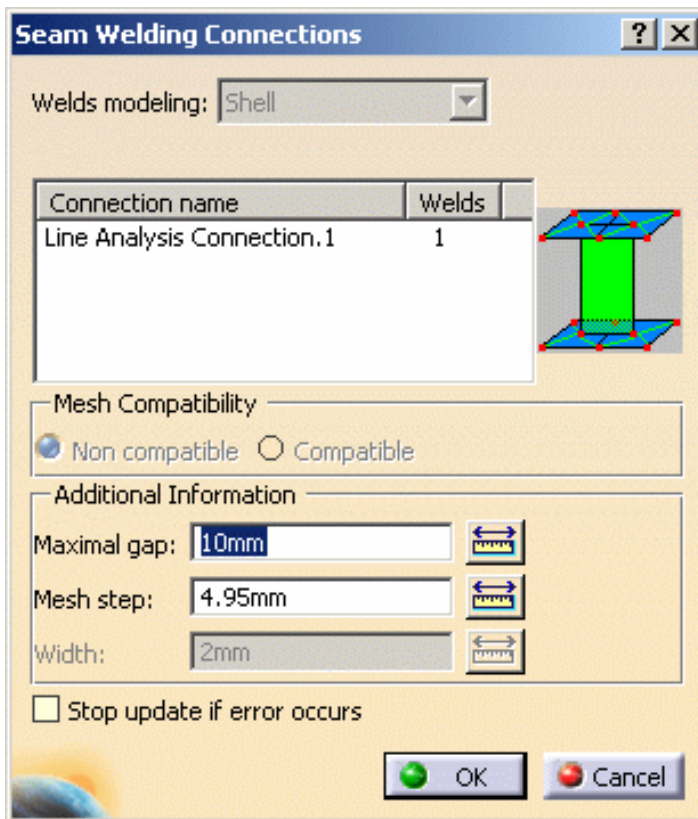 Seam Welding Connections ? X
Welds modeling: Shell
Connection name Welds
Line Analysis Connection.1 1
Mesh Compatibility
Non compatible Compatible
Additional Information
Maximal gap: 10mm
Mesh step: 4.95mm
Width: 2mm
Stop update if error occurs
OK Cancel